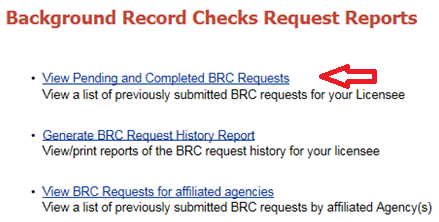 Background Record Checks Request Reports
• View Pending and Completed BRC Requests
View a list of previously submitted BRC requests for your Licensee
• Generate BRC Request History Report
View/print reports of the BRC request history for your licensee
• View BRC Requests for affiliated agencies
View a list of previously submitted BRC requests by affiliated Agency(s)